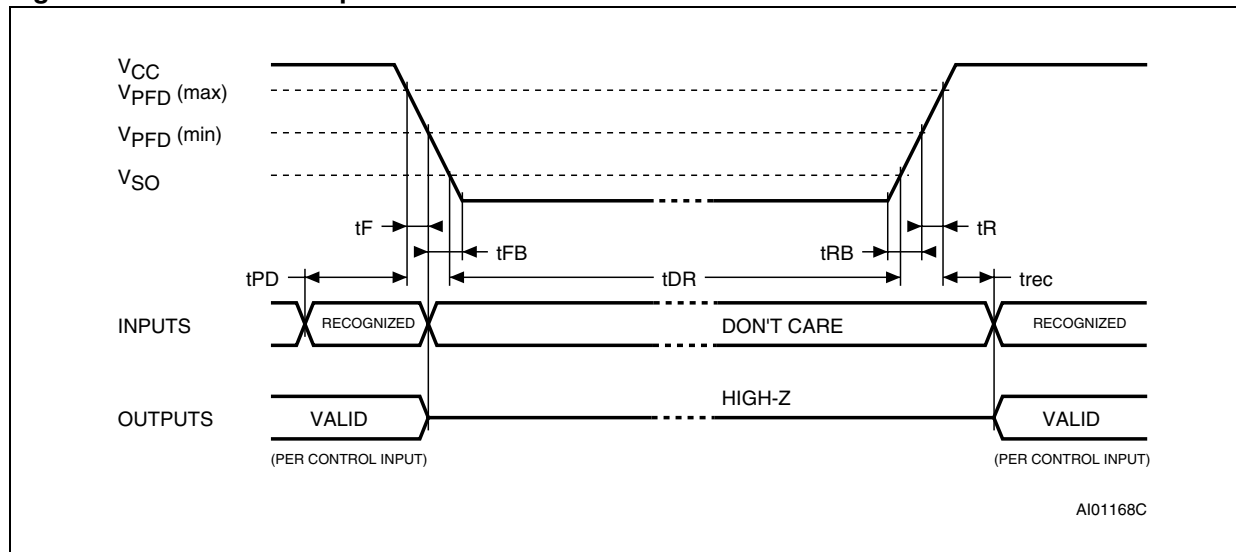 VCC
VPFD (max)
VPFD (min)
VSO
tF
tFB
tR
tRB
tPD
tDR
trec
INPUTS
RECOGNIZED
DON'T CARE
RECOGNIZED
HIGH-Z
OUTPUTS
VALID
VALID
(PER CONTROL INPUT)
(PER CONTROL INPUT)
AI01168C